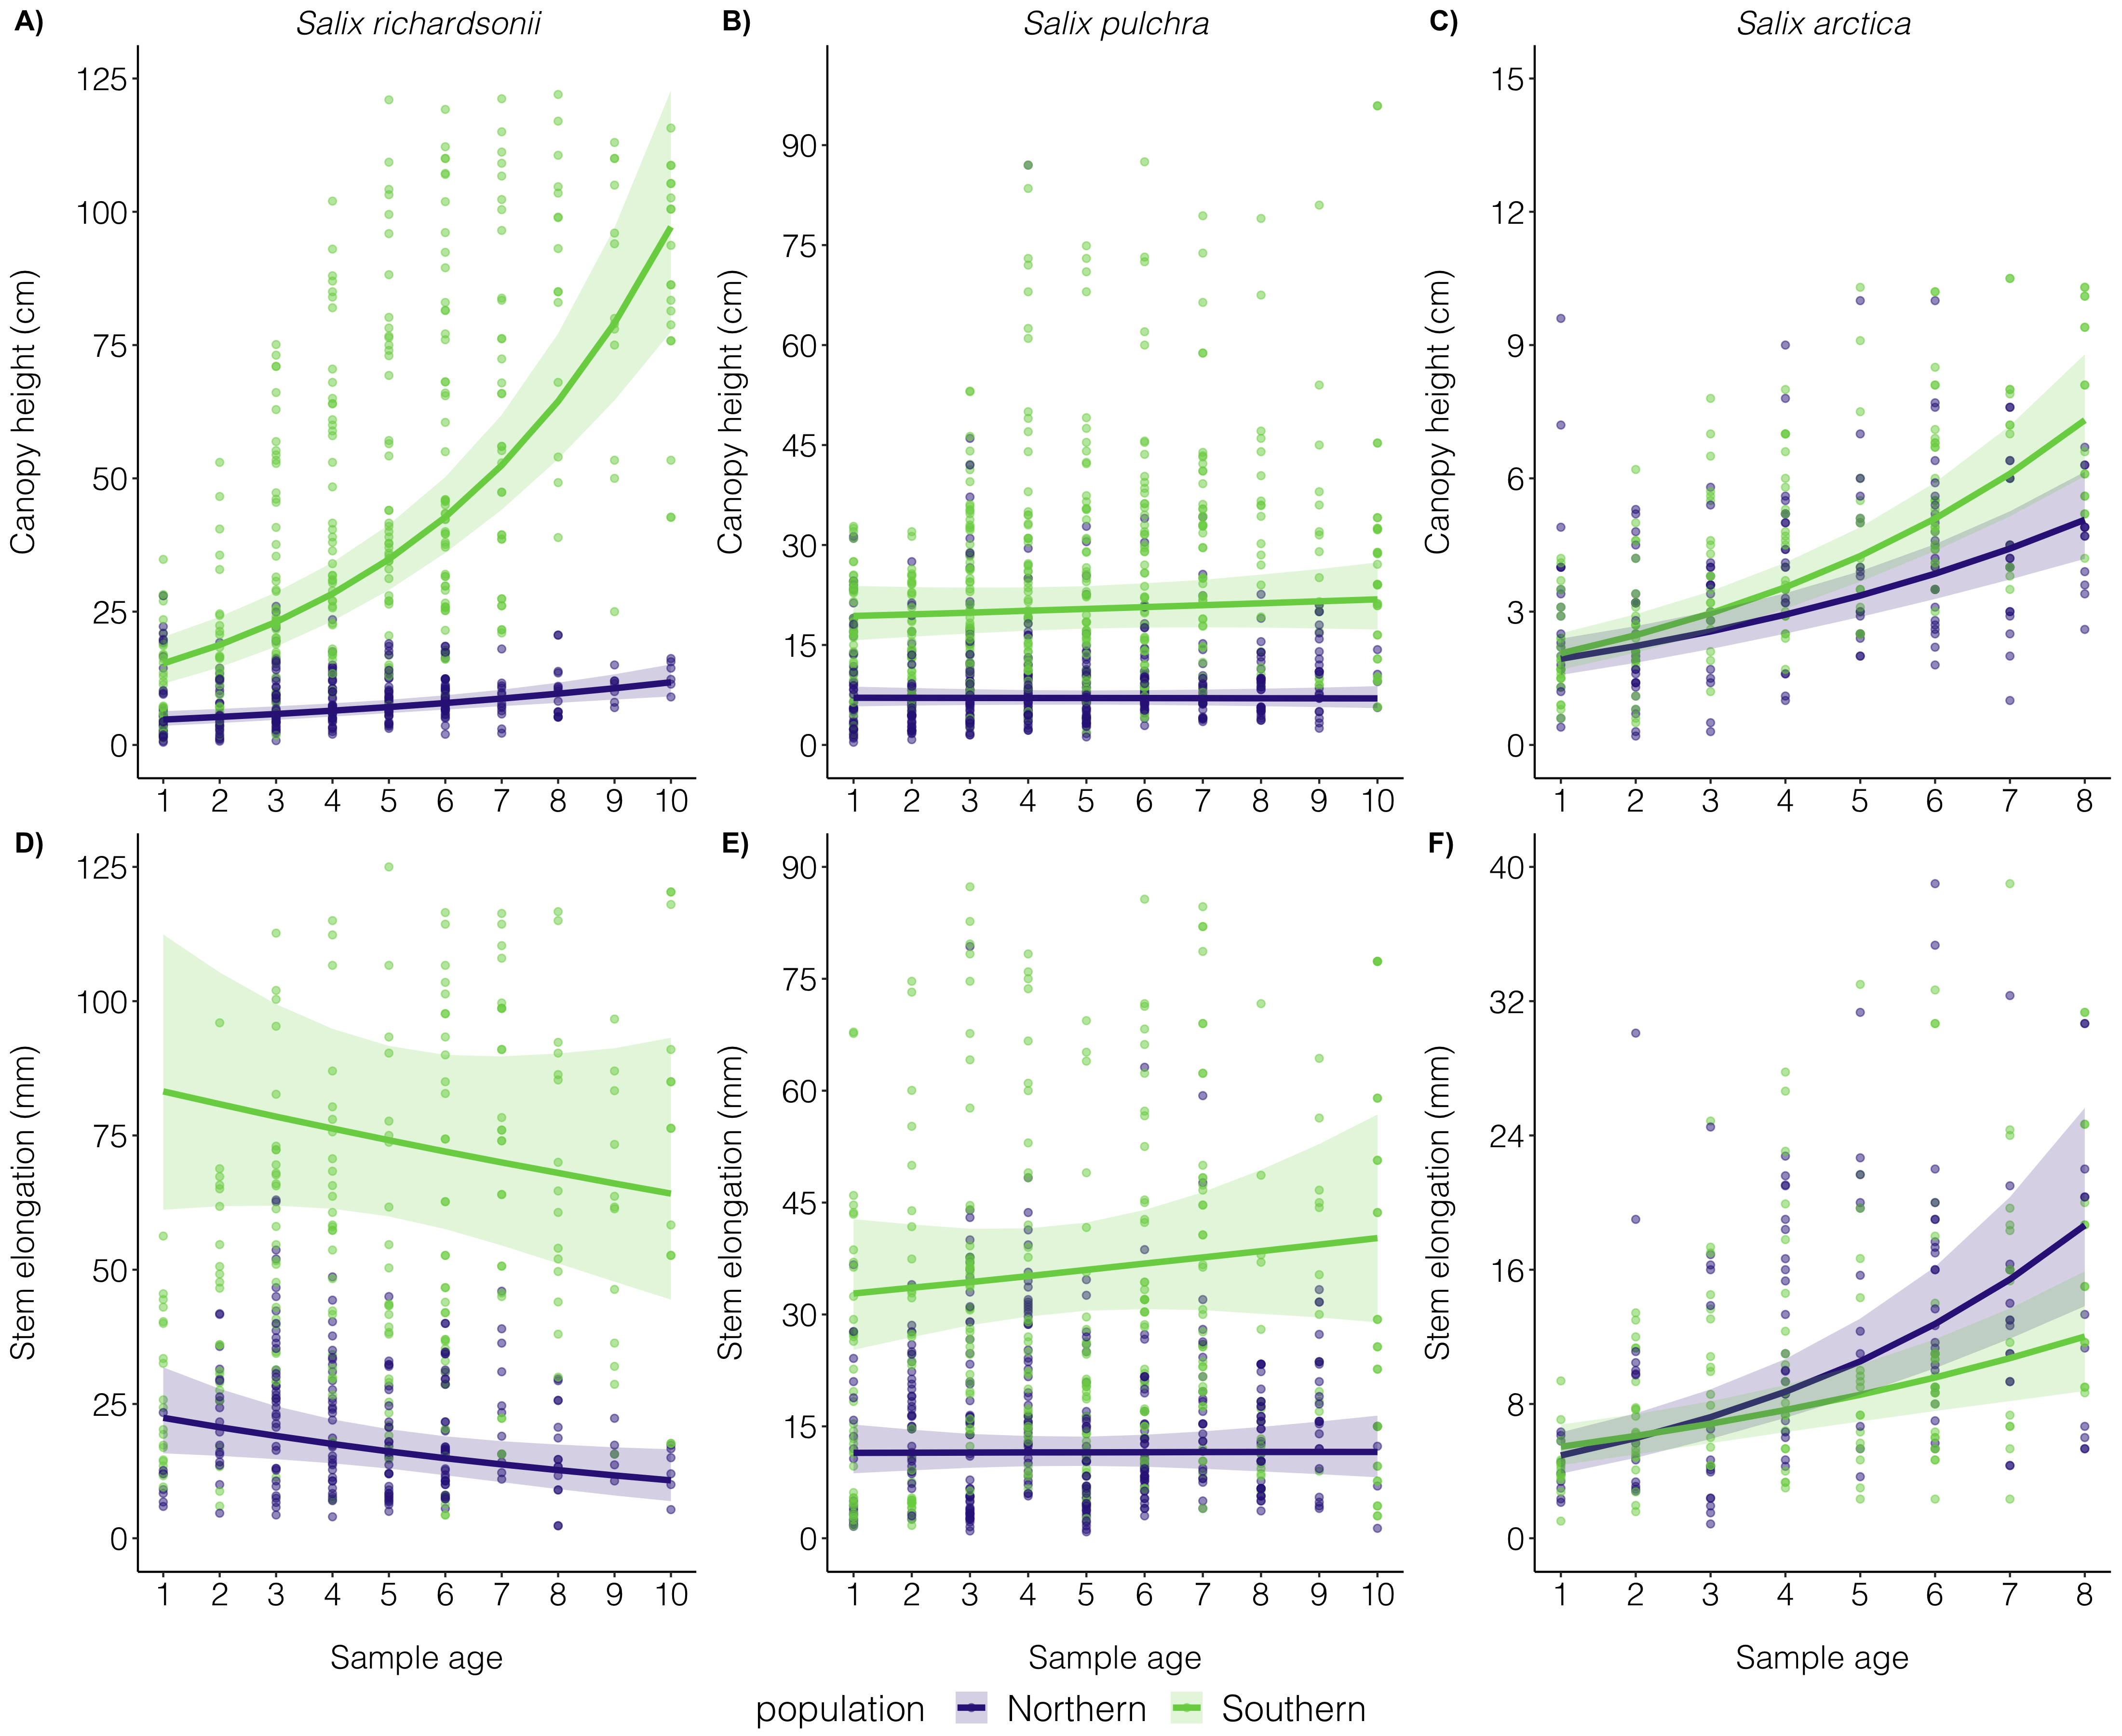 A) Salix richardsonii B) Salix pulchra C) Salix arctica
Canopy height (cm)
125
100
75
50
25
0
1 2 3 4 5 6 7 8 9 10
Canopy height (cm)
90
75
60
45
30
15
0
1 2 3 4 5 6 7 8 9 10
Canopy height (cm)
15
12
9
6
3
0
1 2 3 4 5 6 7 8
D)
Stem elongation (mm)
125
100
75
50
25
0
1 2 3 4 5 6 7 8 9 10
Sample age
E)
Stem elongation (mm)
90
75
60
45
30
15
0
1 2 3 4 5 6 7 8 9 10
Sample age
F)
Stem elongation (mm)
40
32
24
16
8
0
1 2 3 4 5 6 7 8
Sample age
population Northern Southern